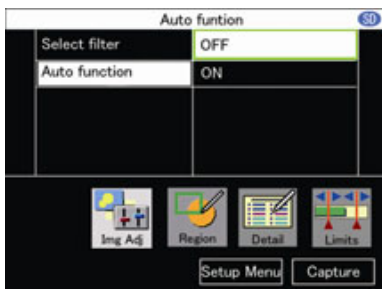 Auto funtion SD
Select filter OFF
Auto function ON
Img Adj Region Detail Limits
Setup Menu Capture